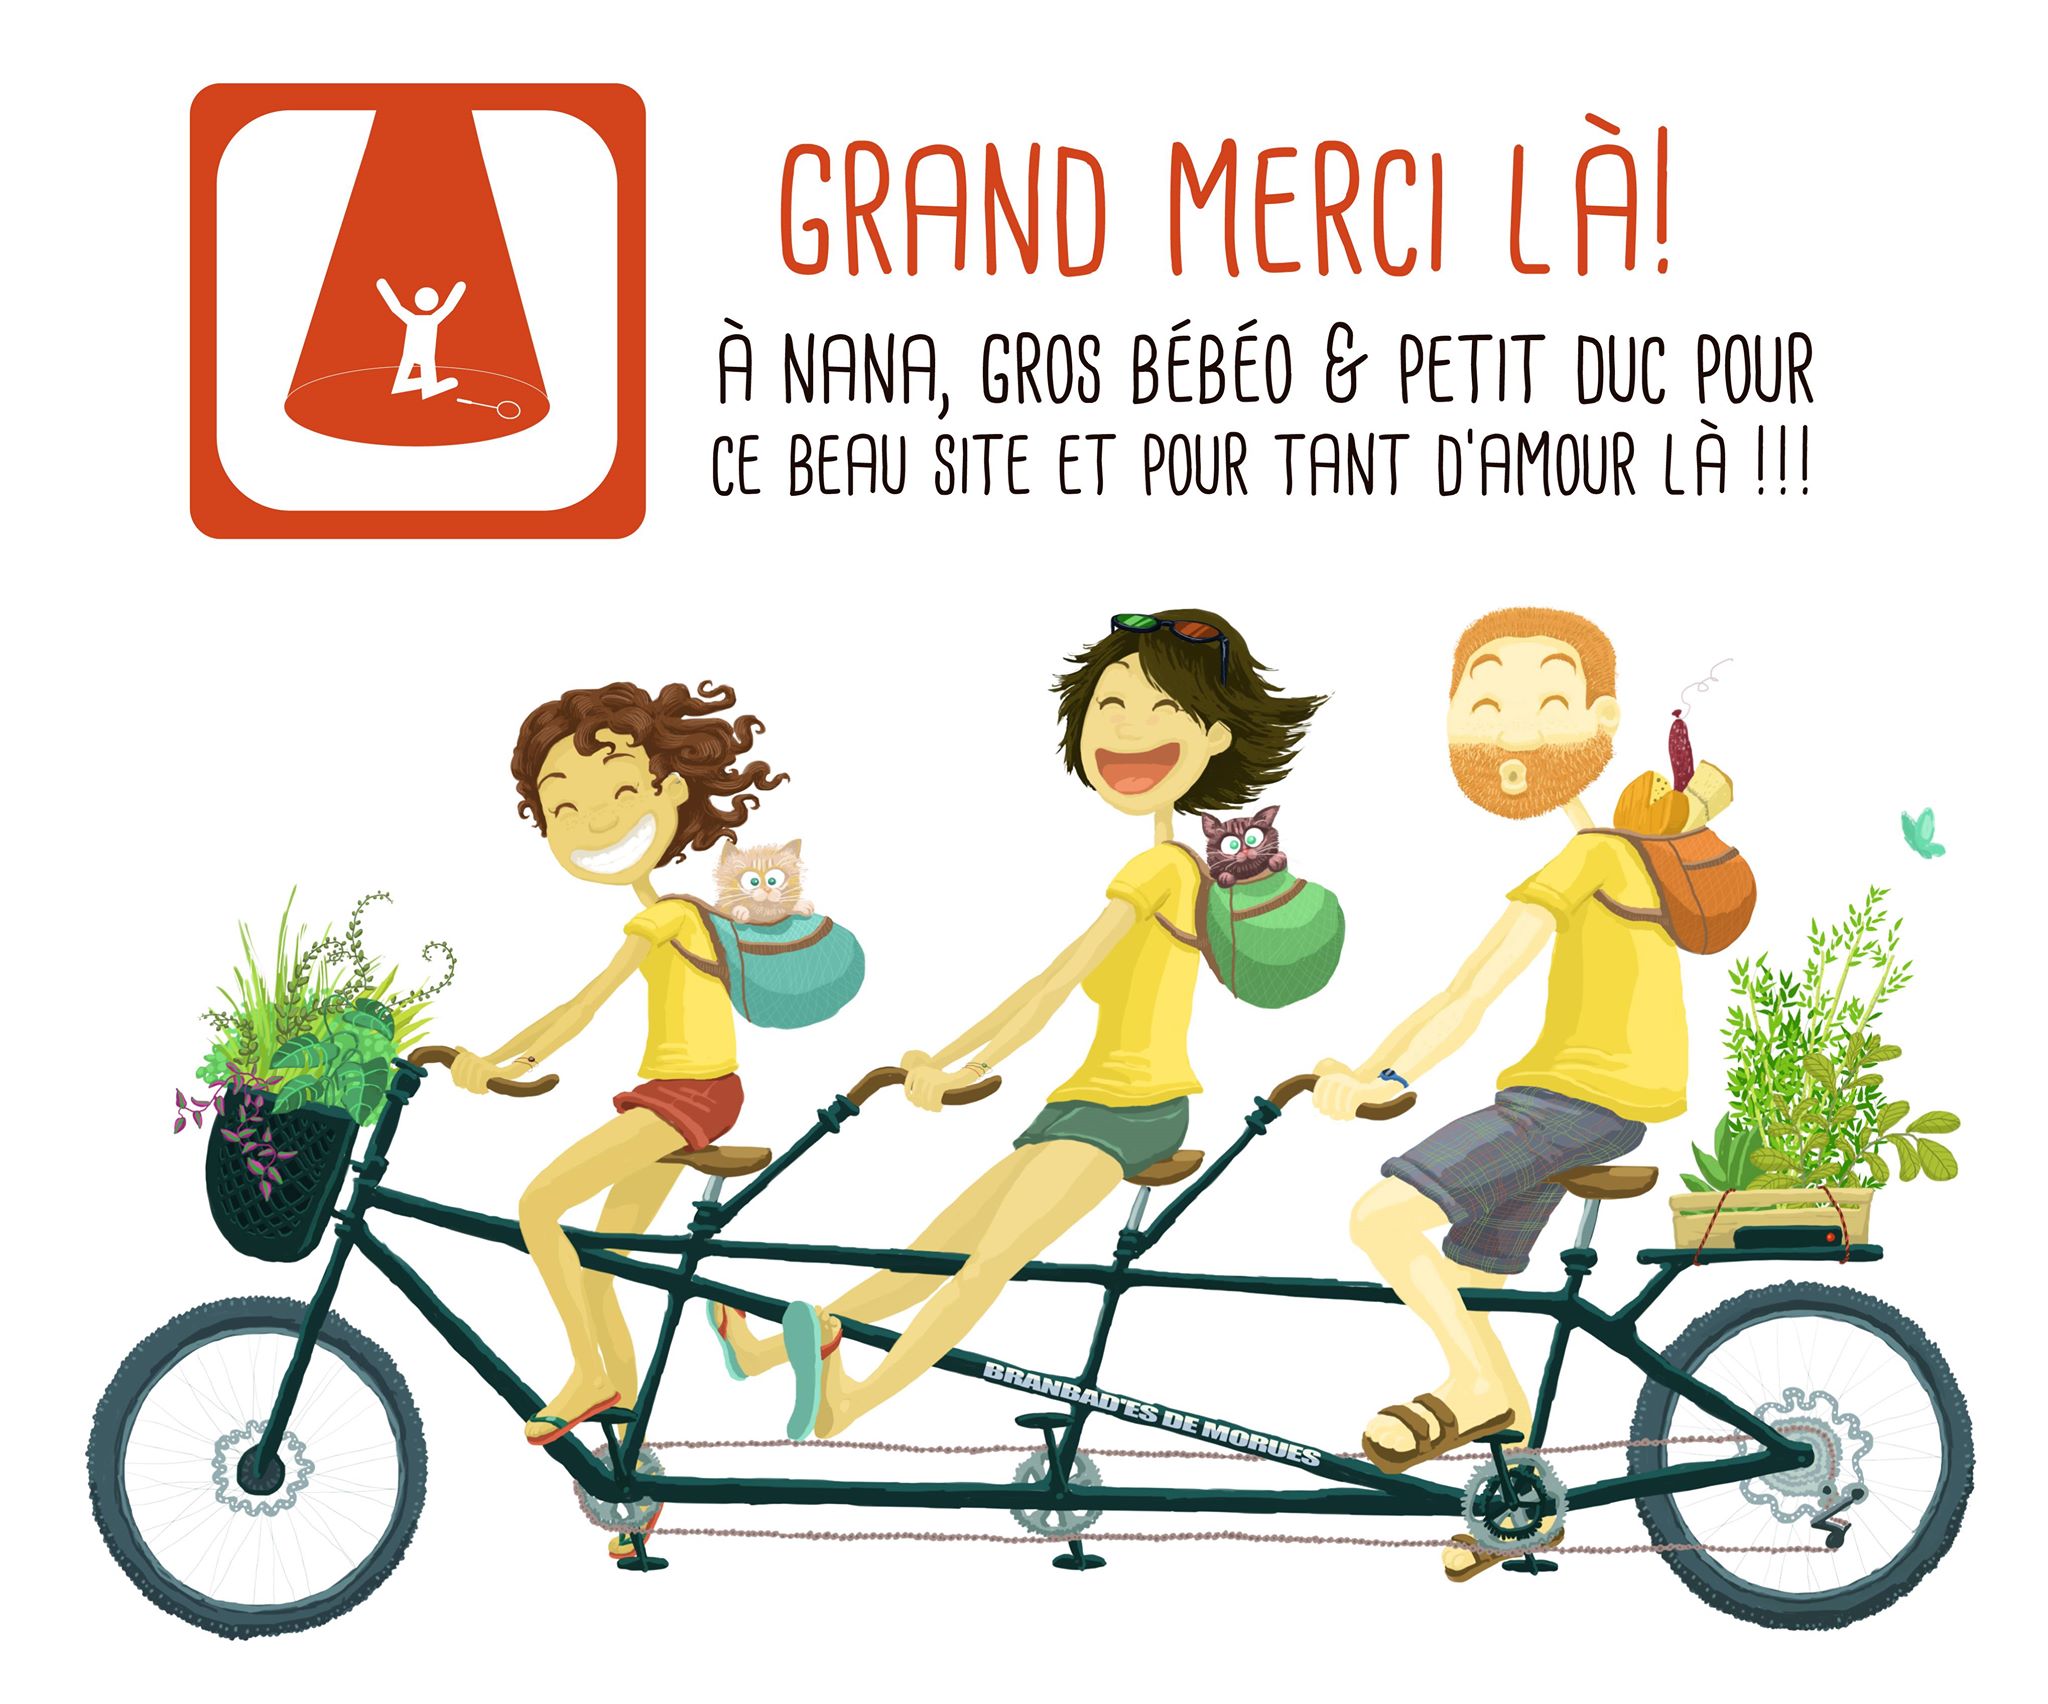 GRAND MERCI LÀ!
À NANA, GROS BÉBÉO & PETIT DUC POUR
CE BEAU SITE ET POUR TANT D'AMOUR LÀ !!!
BRANBAD'ES DE MORUES